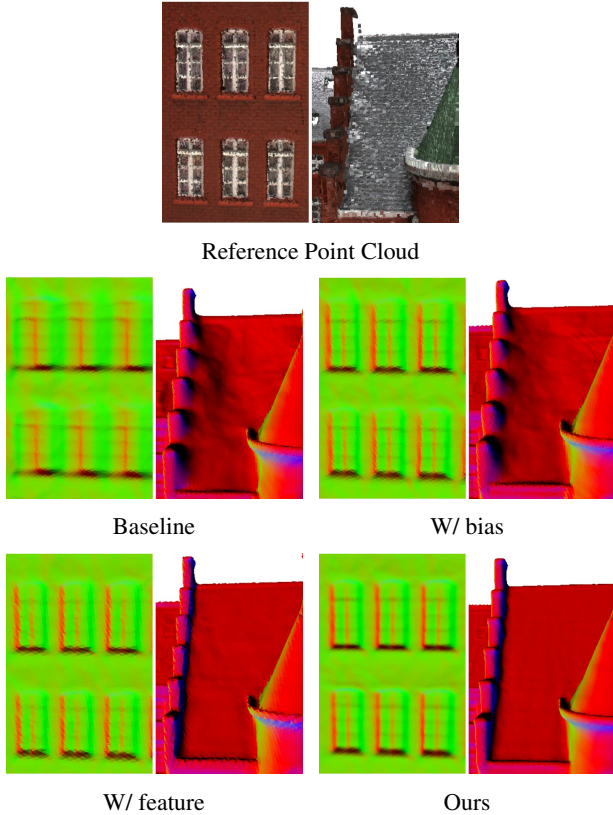 Reference Point Cloud
Baseline
W/ bias
W/ feature
Ours